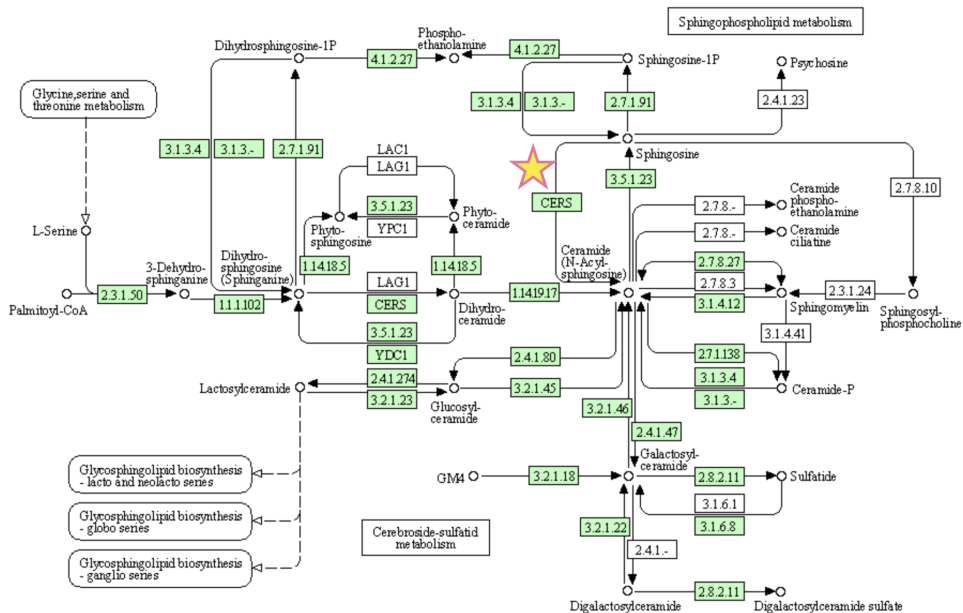 Sphingophospholipid metabolism
Dihydrosphingosine-1P
Phospho-
ethanolamine
4.1.2.27
4.1.2.27
Sphingosine-1P
Psychosine
Glycine,serine and
threonine metabolism
3.1.3.4
3.1.3.-
2.7.1.91
2.4.1.23
3.1.3.4
3.1.3.-
2.7.1.91
LAC1
LAG1
Sphingosine
3.5.1.23
2.7.8.10
3.5.1.23
YPC1
CERS
Phyto-
sphingosine
Phyto-
ceramide
2.7.8.-
Ceramide
phospho-
ethanolamine
L-Serine
2.7.8.-
Ceramide
ciliatine
3-Dehydro-
sphinganine
Dihydro-
sphingosine
(Sphinganine)
1.14.18.5
1.14.18.5
Ceramide
(N-Acyl-
sphingosine)
2.7.8.27
2.7.8.3
3.1.4.12
Palmitoyl-CoA
2.3.1.50
1.1.1.102
LAG1
CERS
Dihydro-
ceramide
1.14.19.17
Sphingomyelin
2.3.1.24
Sphingosyl-
phosphocholine
3.5.1.23
YDC1
3.1.4.41
2.4.1.80
2.7.1.138
Lactosylceramide
2.4.1.274
3.2.1.23
Glucosyl-
ceramide
3.2.1.45
3.1.3.4
3.1.3.-
Ceramide-P
3.2.1.46
2.4.1.47
Glycosphingolipid biosynthesis
- lacto and neolacto series
GM4
3.2.1.18
Galactosyl-
ceramide
2.8.2.11
Sulfatide
3.1.6.1
3.1.6.8
Glycosphingolipid biosynthesis
- globo series
Cerebroside-sulfatid
metabolism
3.2.1.22
2.4.1.-
Glycosphingolipid biosynthesis
- ganglio series
2.8.2.11
Digalactosylceramide
Digalactosylceramide sulfate